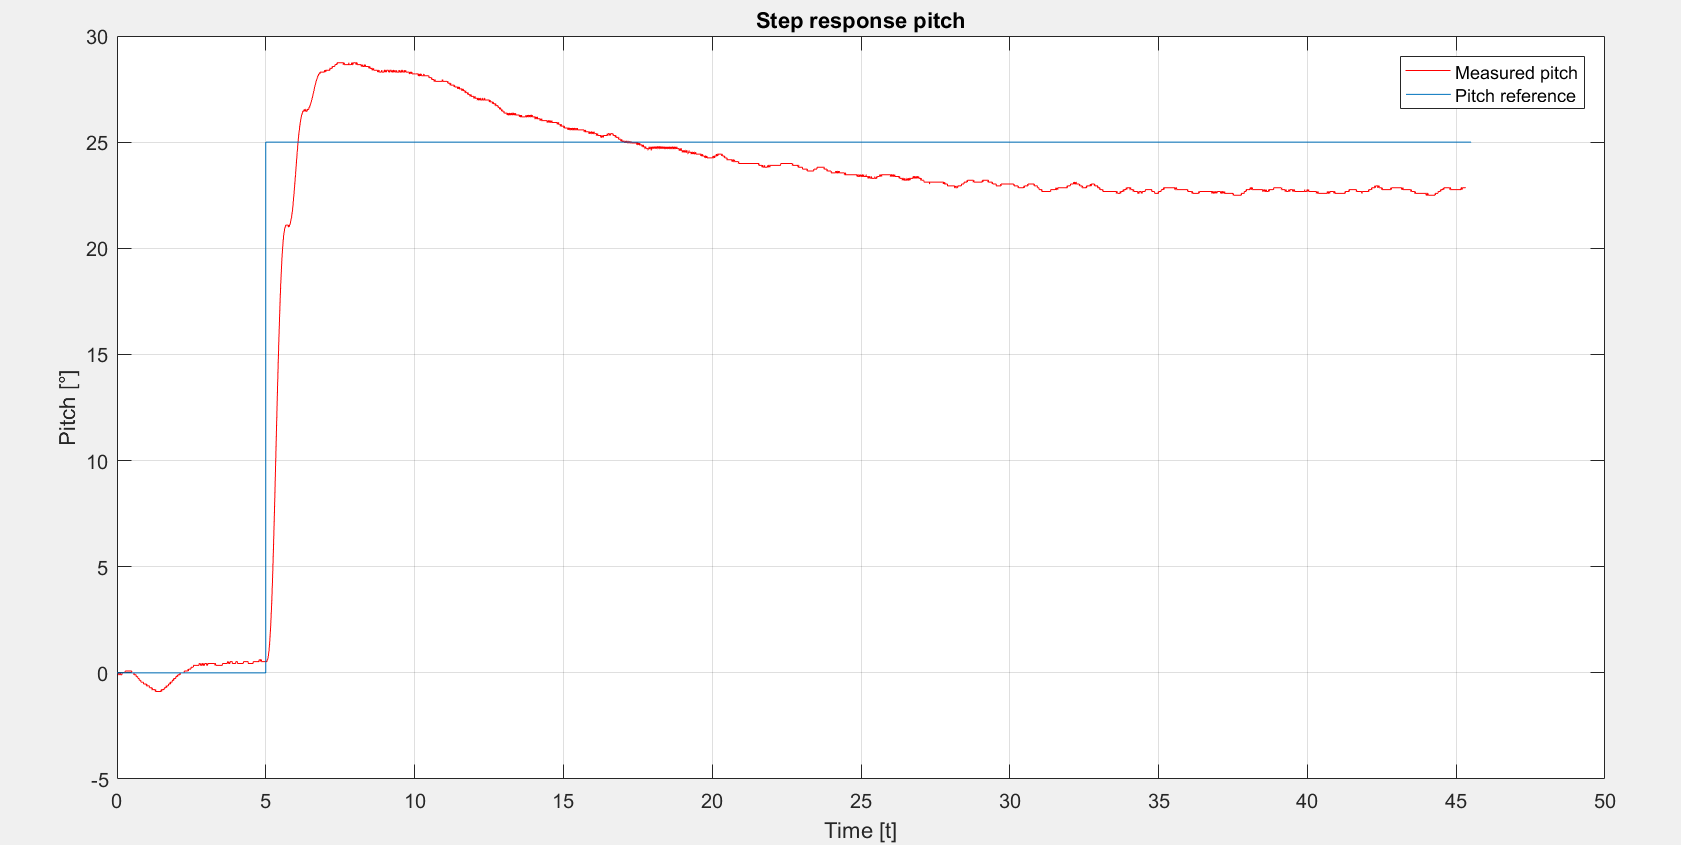 Step response pitch
30
25
20
15
10
5
0
-5
Pitch [°]
Measured pitch
Pitch reference
0 5 10 15 20 25 30 35 40 45 50
Time [t]